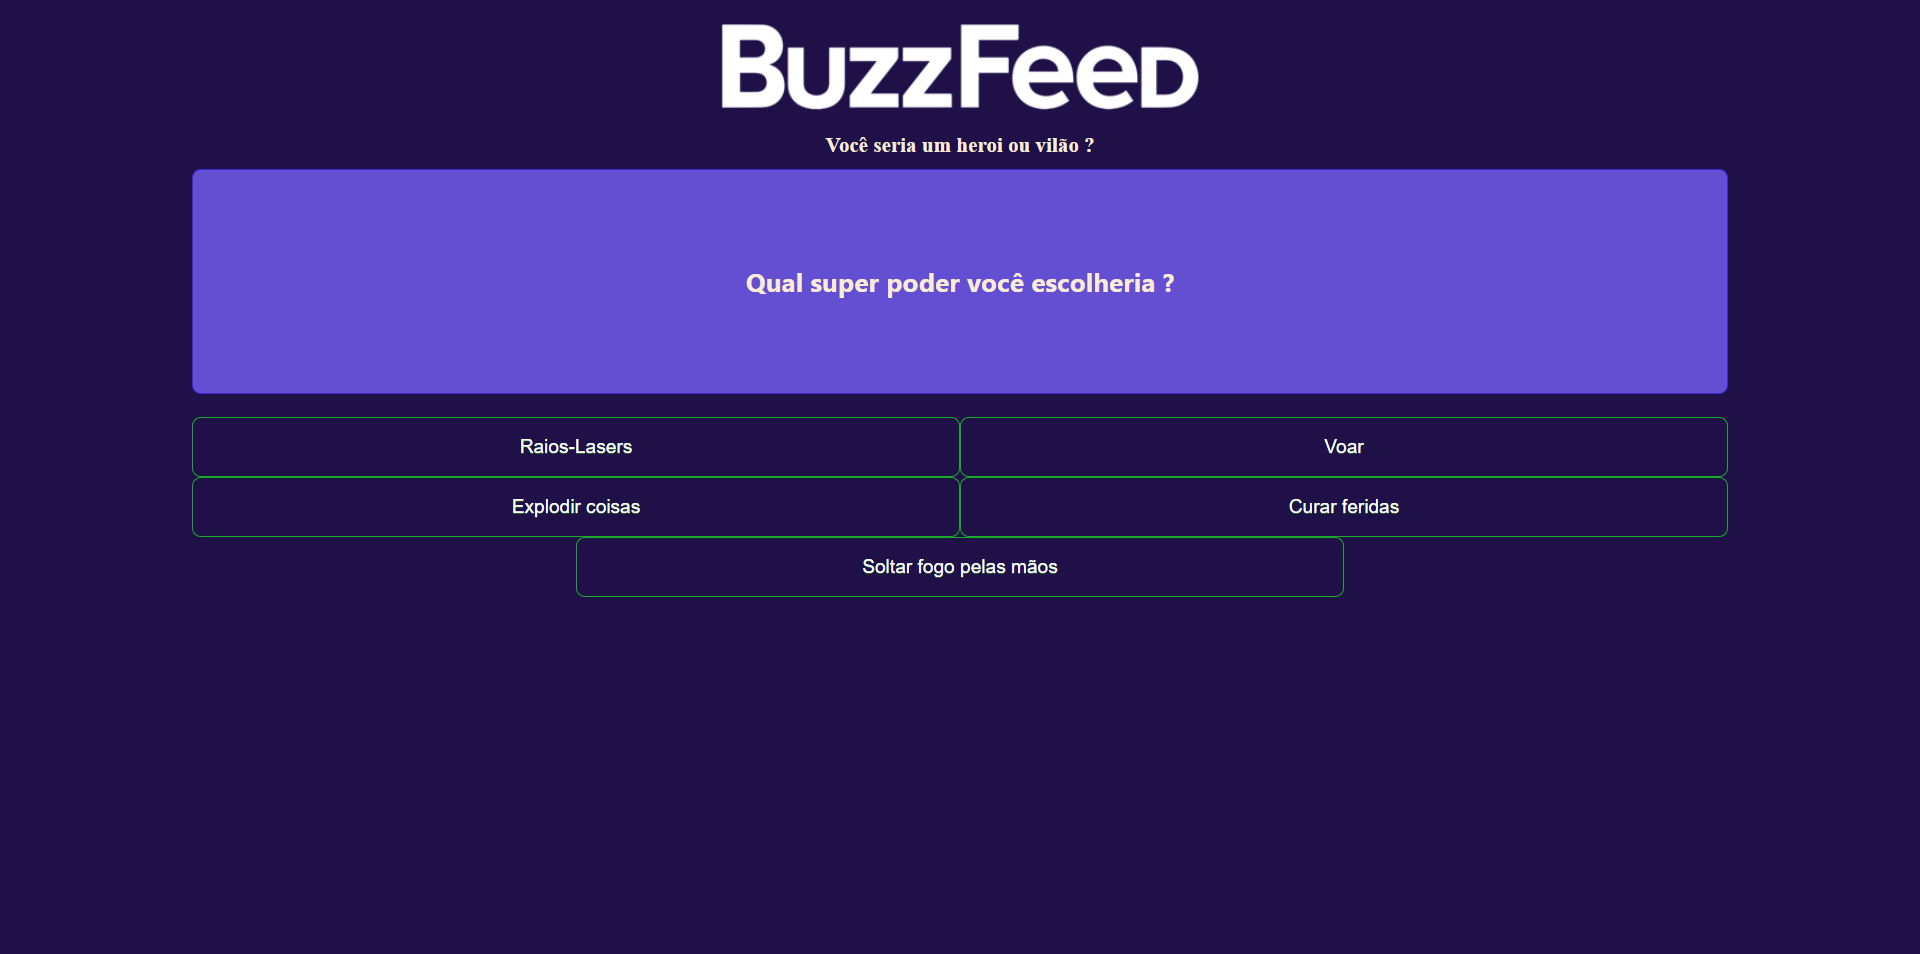 BuzzFeed
Você seria um heroi ou vilão ?
Qual super poder você escolheria ?
Raios-Lasers
Voar
Explodir coisas
Curar feridas
Soltar fogo pelas mãos